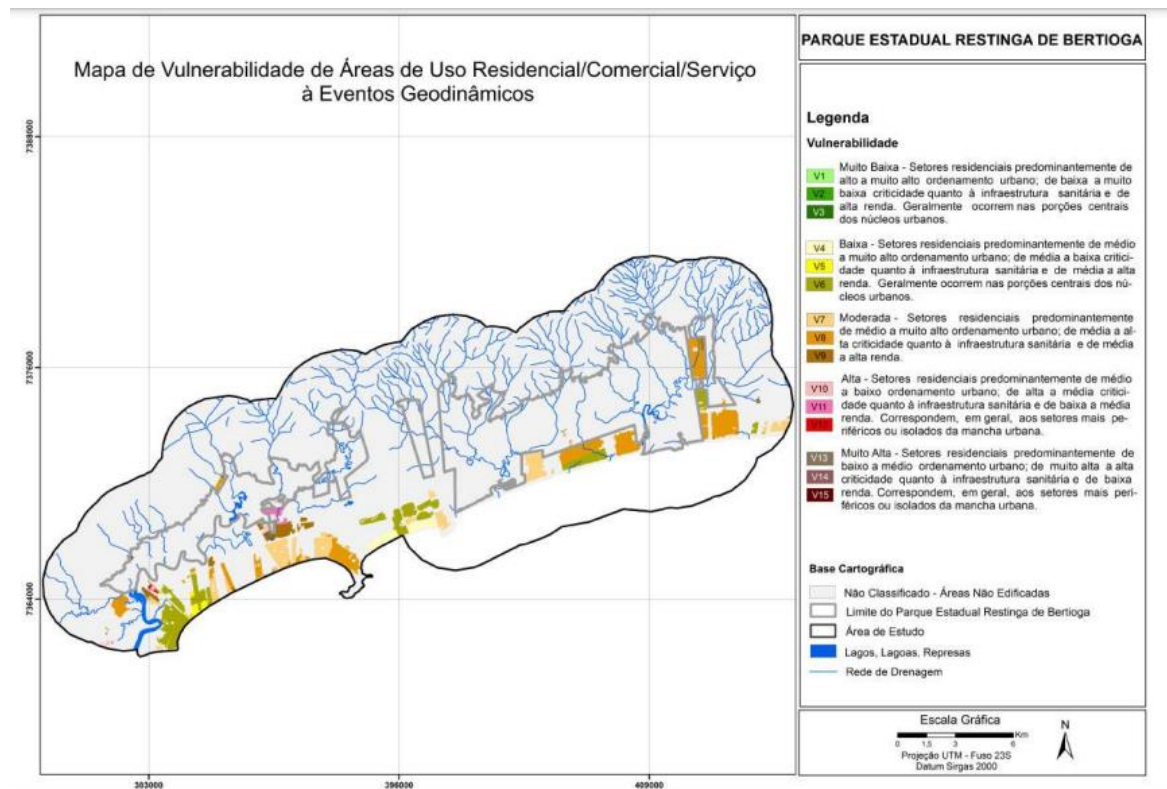 Mapa de Vulnerabilidade de Áreas de Uso Residencial/Comercial/Serviço
à Eventos Geodinâmicos
7388000
7376000
7364000
383000
396000
409000
PARQUE ESTADUAL RESTINGA DE BERTIOGA
Legenda
Vulnerabilidade
V1
V2
V3
Muito Baixa - Setores residenciais predominantemente de
alto a muito alto ordenamento urbano; de baixa a muito
baixa criticidade quanto à infraestrutura sanitária e de
alta renda. Geralmente ocorrem nas porções centrais
dos núcleos urbanos.
V4
V5
V6
Baixa - Setores residenciais predominantemente de médio
a muito alto ordenamento urbano; de média a baixa critici-
dade quanto à infraestrutura sanitária e de média a alta
renda. Geralmente ocorrem nas porções centrais dos nú-
cleos urbanos.
V7
V8
V9
Moderada - Setores residenciais predominantemente
de médio a muito alto ordenamento urbano; de média a al-
ta criticidade quanto à infraestrutura sanitária e de média
a alta renda.
V10
V11
V12
Alta - Setores residenciais predominantemente de médio
a baixo ordenamento urbano; de alta a média critici-
dade quanto à infraestrutura sanitária e de baixa a média
renda. Correspondem, em geral, aos setores mais pe-
riféricos ou isolados da mancha urbana.
V13
V14
V15
Muito Alta - Setores residenciais predominantemente de
baixo a médio ordenamento urbano; de muito alta a alta
criticidade quanto à infraestrutura sanitária e de baixa
renda. Correspondem, em geral, aos setores mais peri-
féricos ou isolados da mancha urbana.
Base Cartográfica
Não Classificado - Áreas Não Edificadas
Limite do Parque Estadual Restinga de Bertioga
Área de Estudo
Lagos, Lagoas, Represas
Rede de Drenagem
Escala Gráfica
Km
0 1,5 3 6
Projeção UTM - Fuso 23S
Datum Sirgas 2000
N